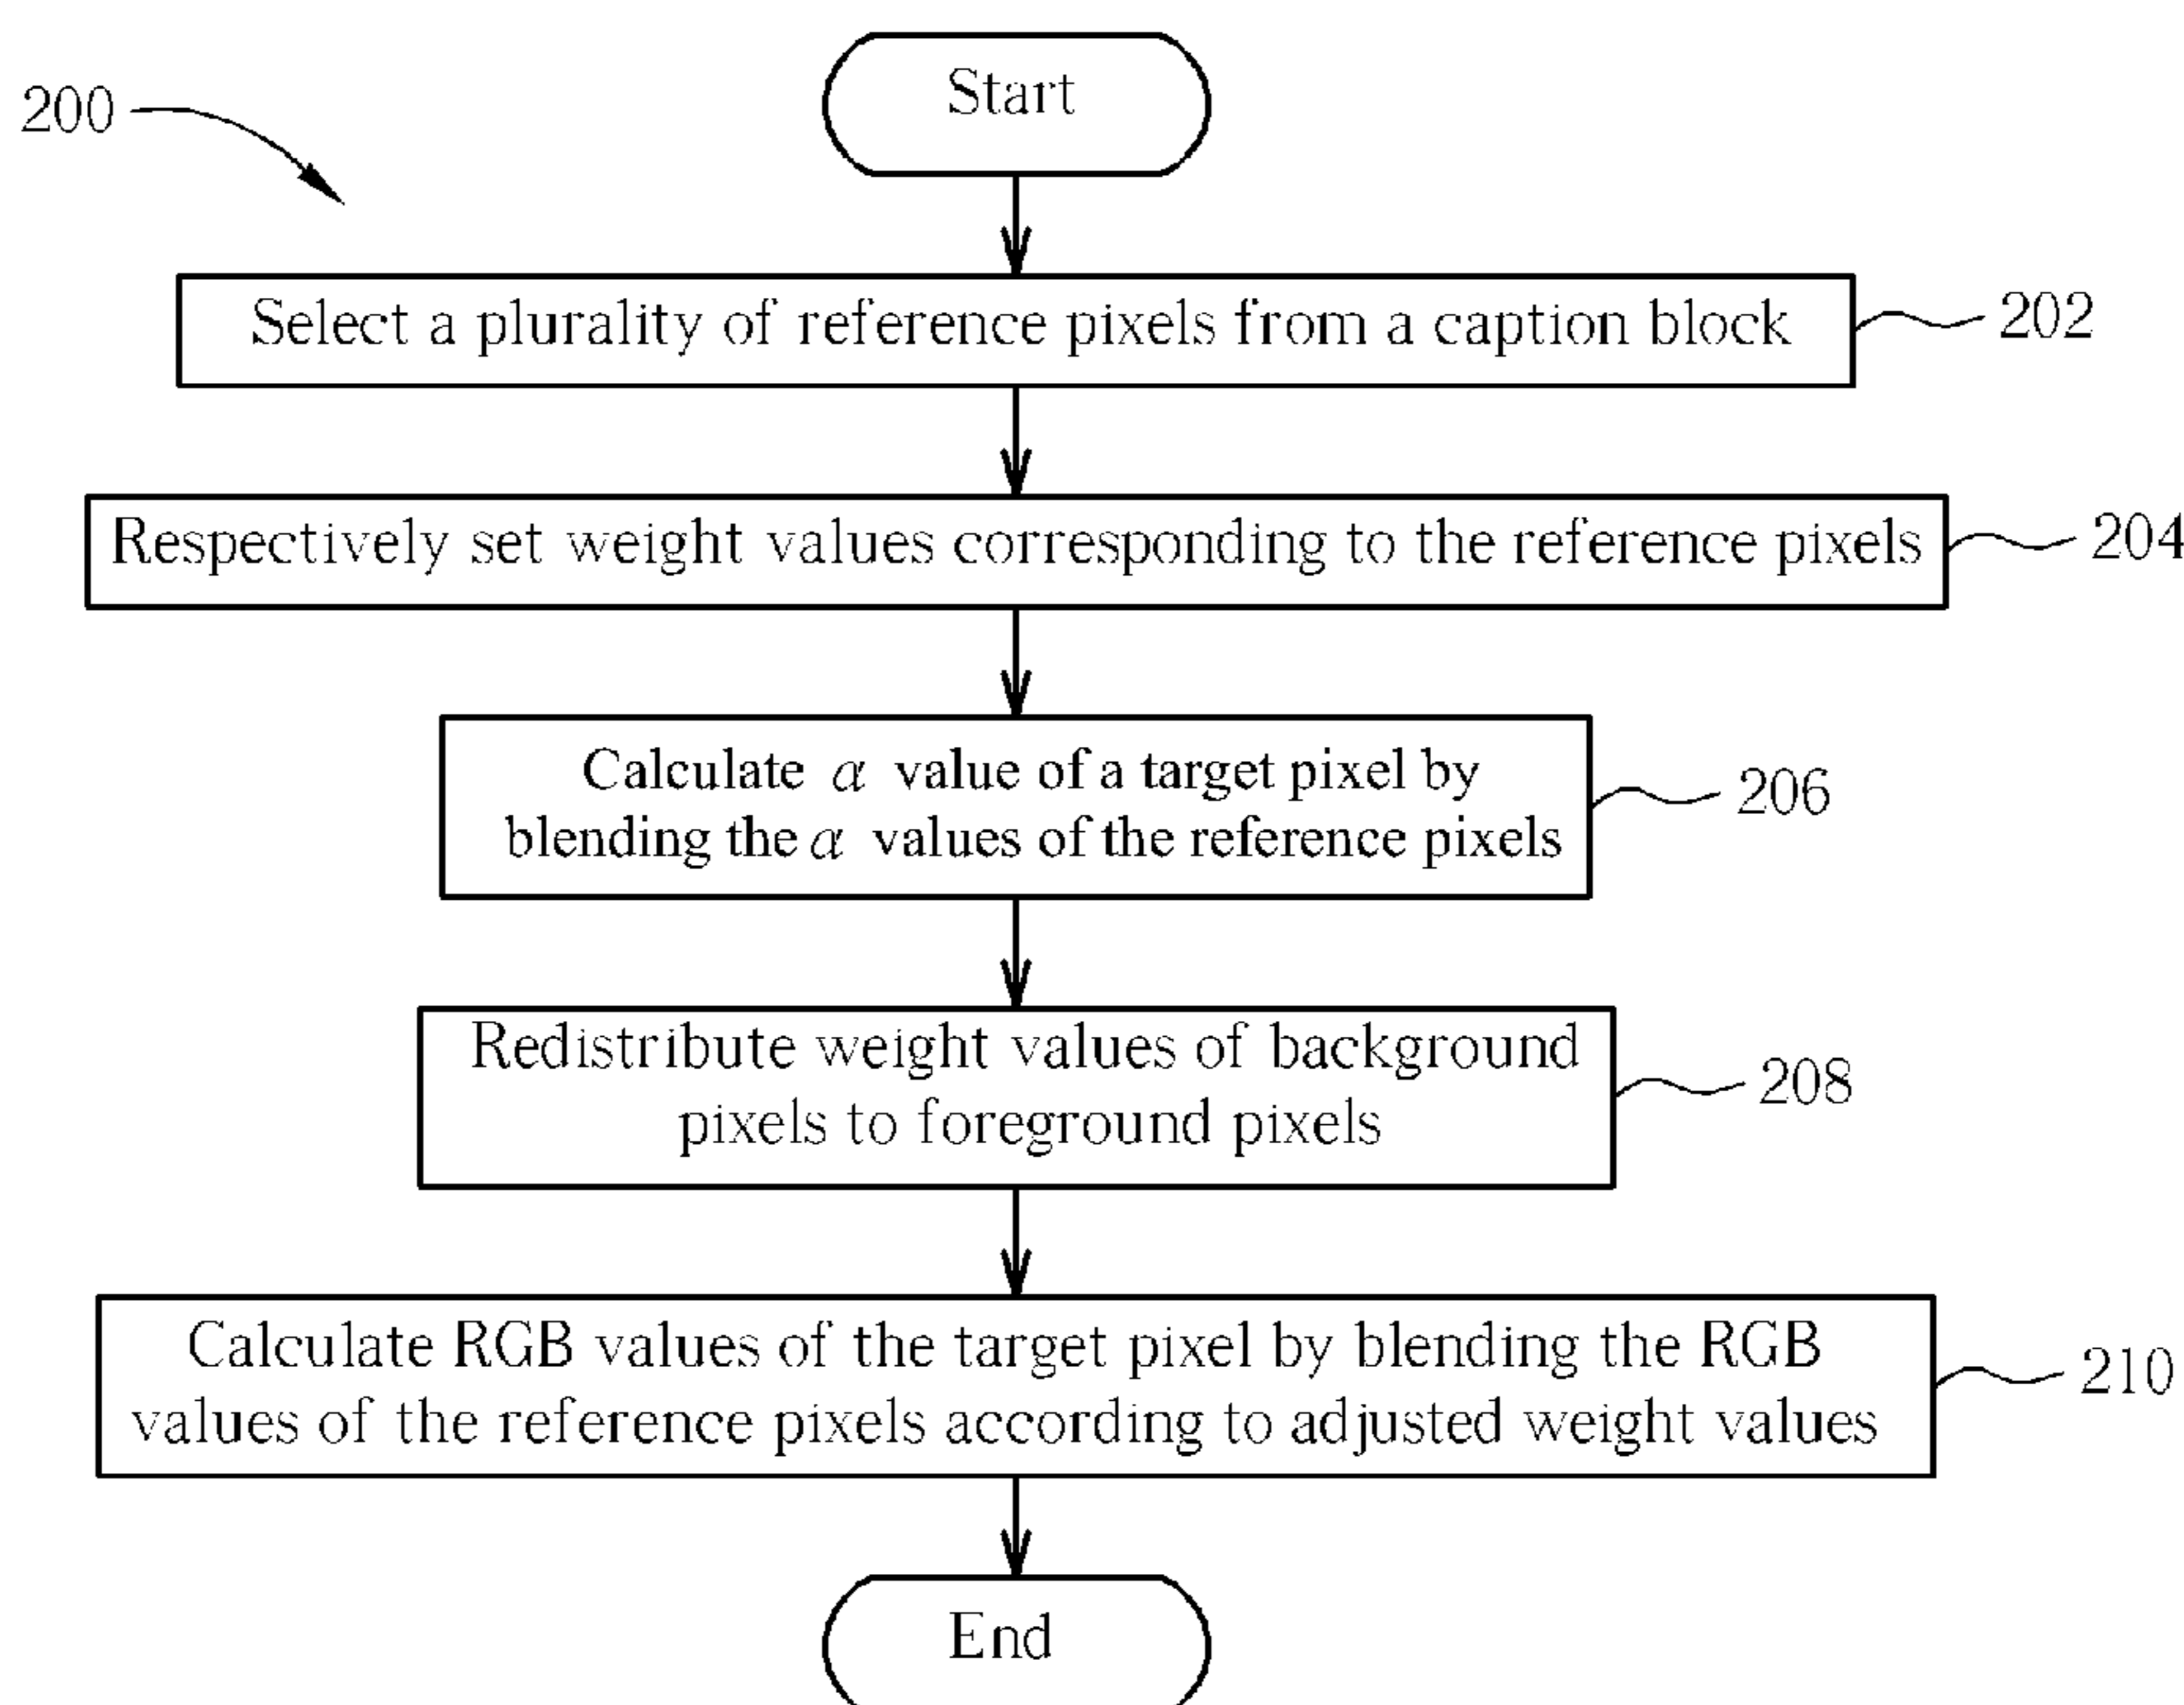 Start
200
Select a plurality of reference pixels from a caption block
202
Respectively set weight values corresponding to the reference pixels
204
Calculate α value of a target pixel by
blending the α values of the reference pixels
206
Redistribute weight values of background
pixels to foreground pixels
208
Calculate RGB values of the target pixel by blending the RGB
values of the reference pixels according to adjusted weight values
210
End